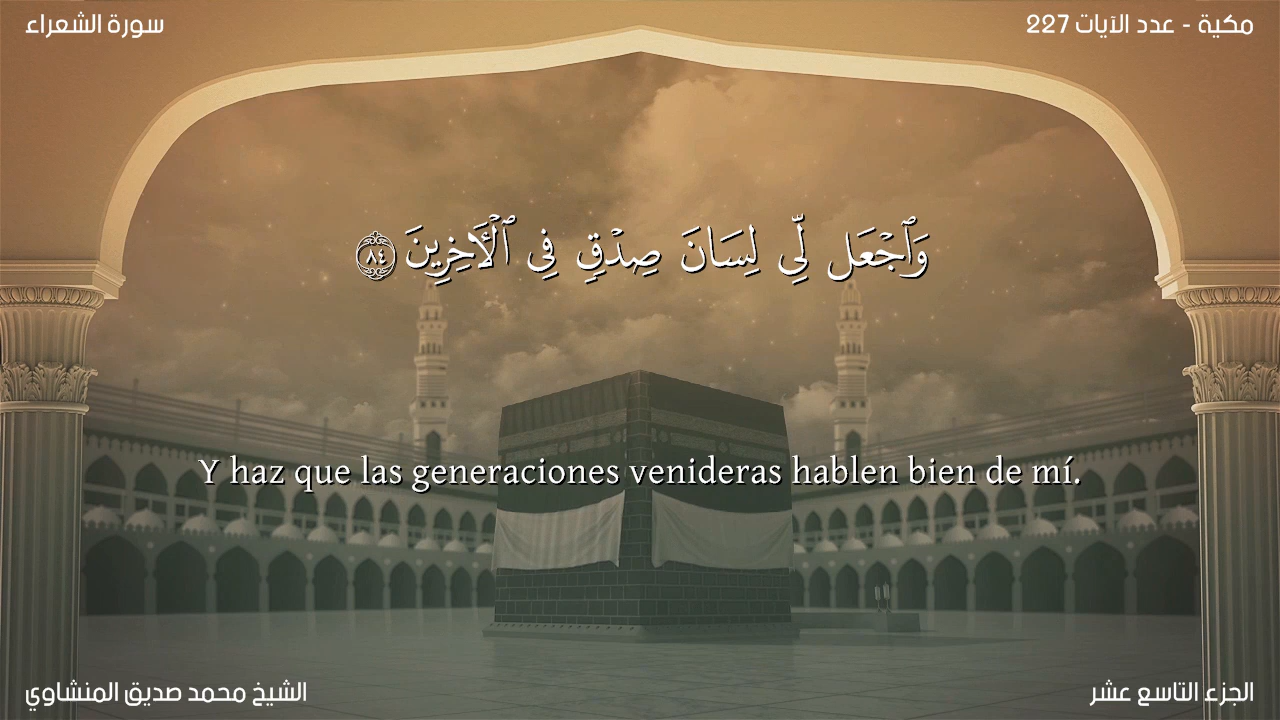 سورة الشعراء
مكية - عدد الآيات 227
وَٱجۡعَل لِّي لِسَانَ صِدۡقٖ فِي ٱلۡأٓخِرِينَ ٨٤
Y haz que las generaciones venideras hablen bien de mí.
الشيخ محمد صديق المنشاوي
الجزء التاسع عشر